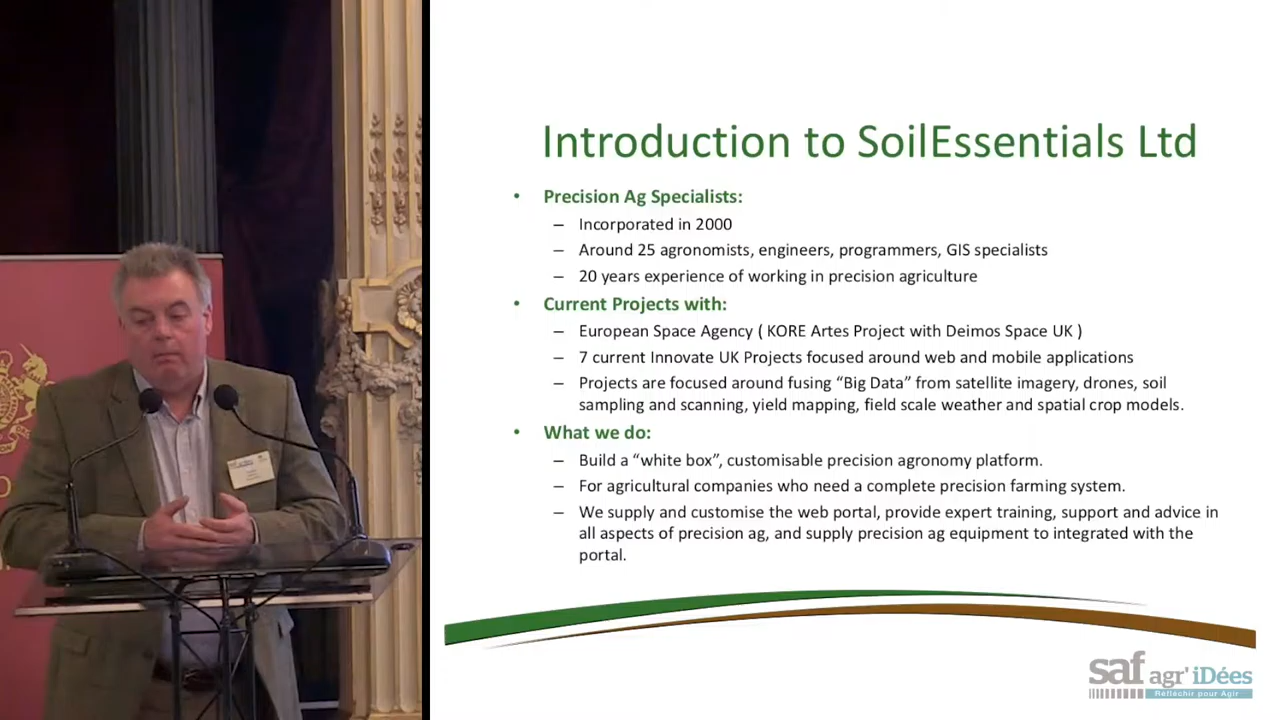 Introduction to SoilEssentials Ltd
• Precision Ag Specialists:
– Incorporated in 2000
– Around 25 agronomists, engineers, programmers, GIS specialists
– 20 years experience of working in precision agriculture
• Current Projects with:
– European Space Agency ( KORE Artes Project with Deimos Space UK )
– 7 current Innovate UK Projects focused around web and mobile applications
– Projects are focused around fusing “Big Data” from satellite imagery, drones, soil
sampling and scanning, yield mapping, field scale weather and spatial crop models.
• What we do:
– Build a “white box”, customisable precision agronomy platform.
– For agricultural companies who need a complete precision farming system.
– We supply and customise the web portal, provide expert training, support and advice in
all aspects of precision ag, and supply precision ag equipment to integrated with the
portal.
saf agr'iDées
Réfléchir pour Agir